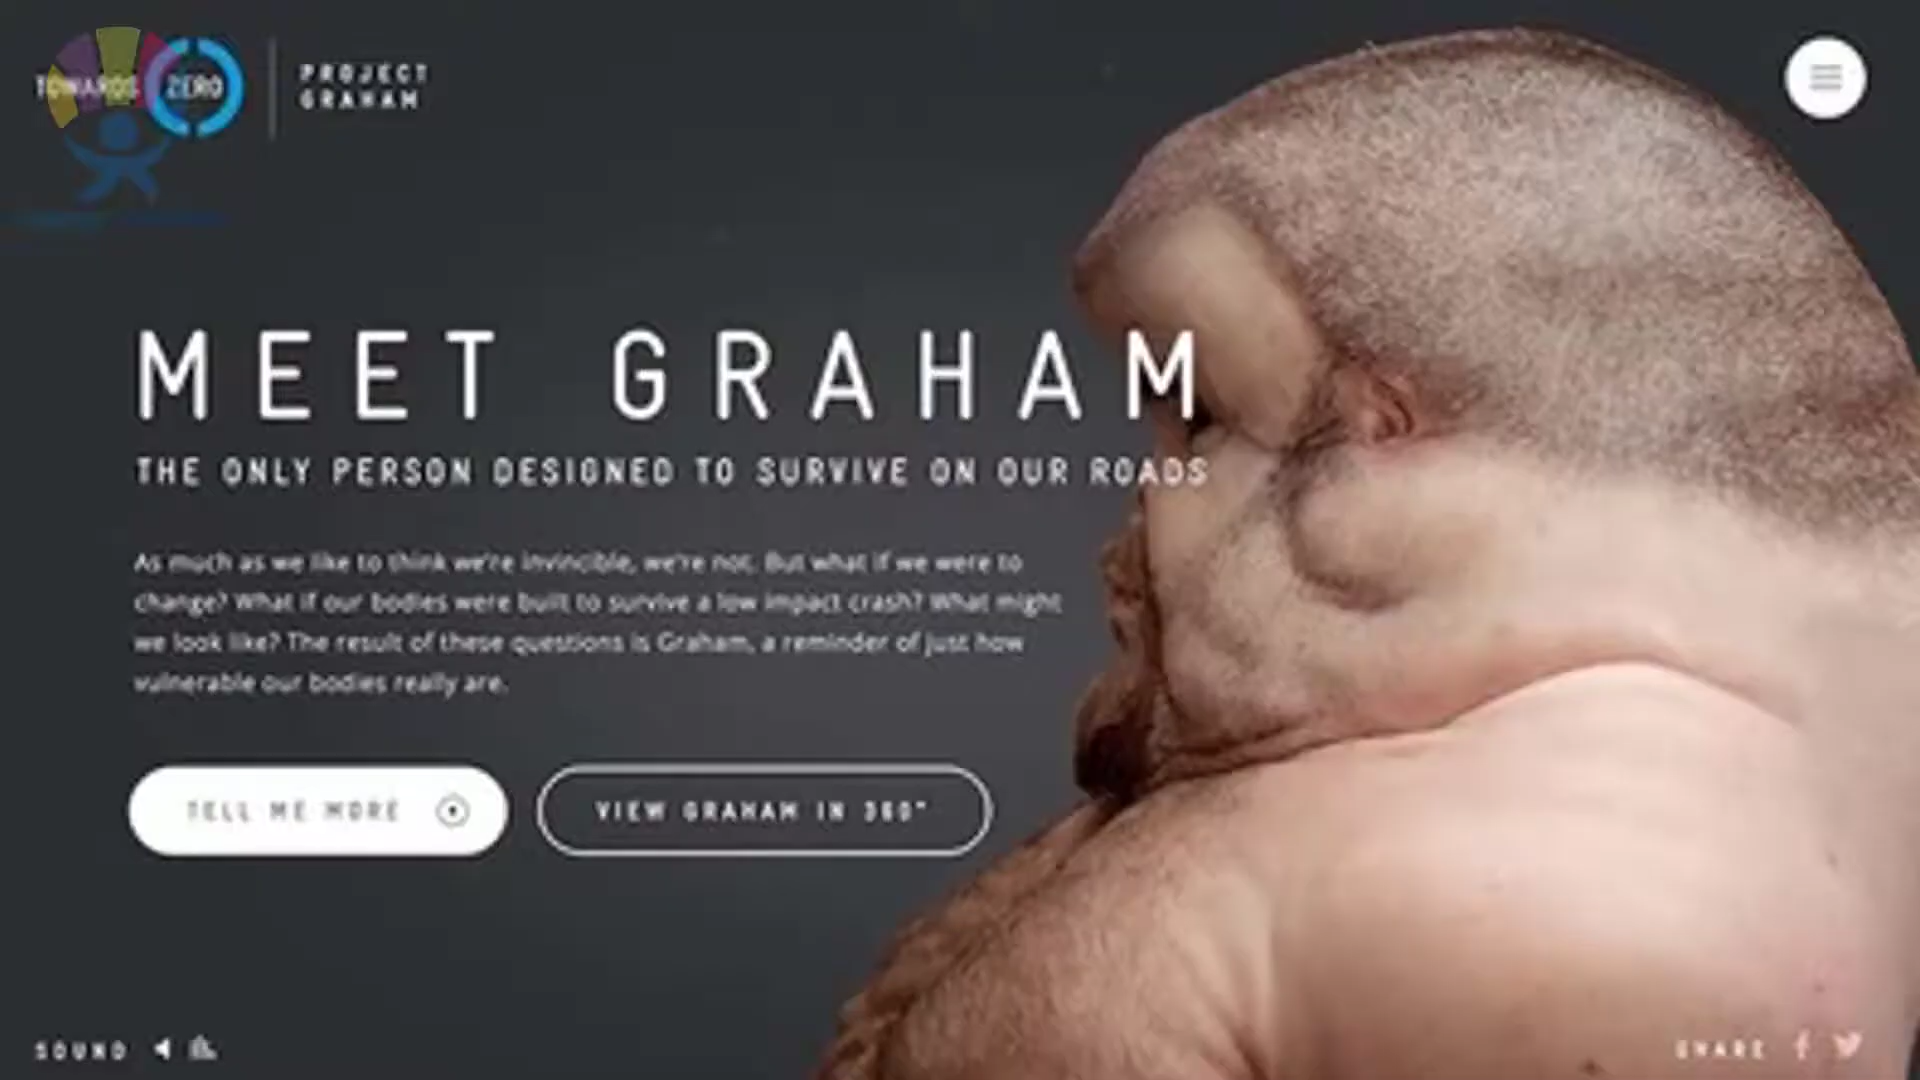 TOWARDS ZERO
PROJECT
GRAHAM
MEET GRAHAM
THE ONLY PERSON DESIGNED TO SURVIVE ON OUR ROADS
As much as we like to think we're invincible, we're not. But what if we were to
change? What if our bodies were built to survive a low impact crash? What might
we look like? The result of these questions is Graham, a reminder of just how
vulnerable our bodies really are.
TELL ME MORE
VIEW GRAHAM IN 360°
SOUND
SHARE